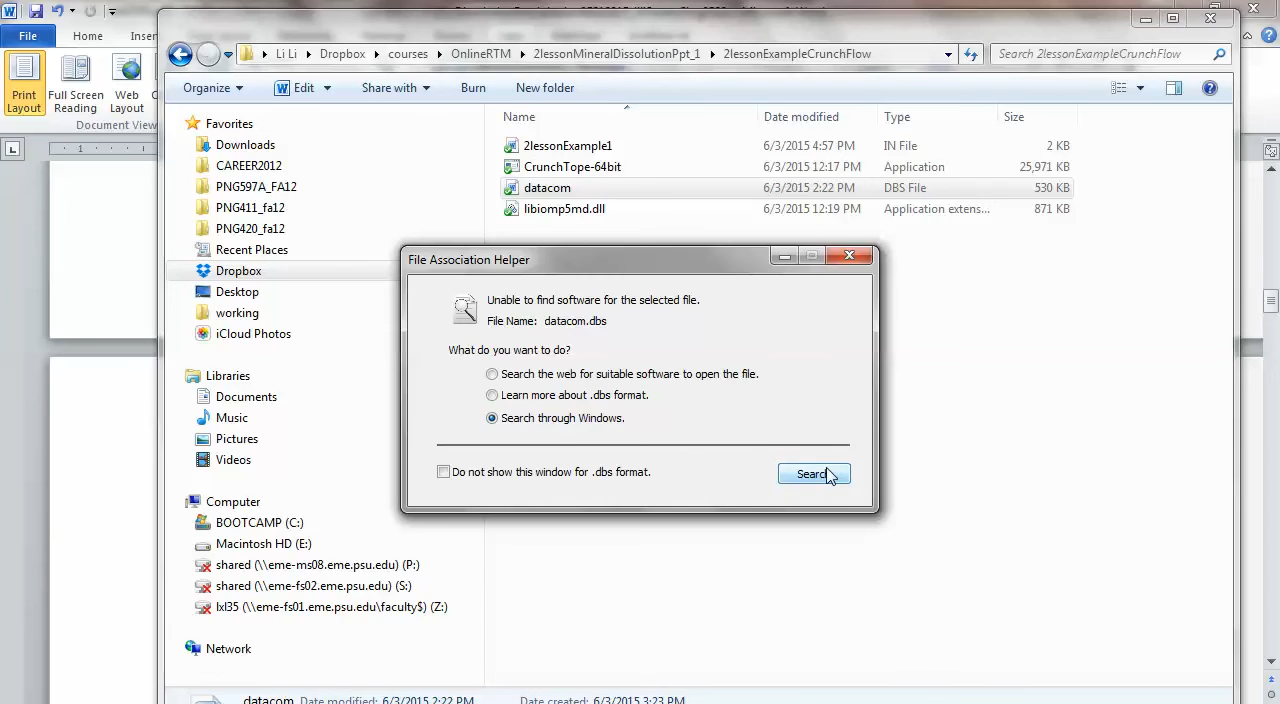 File
Home
Inser
Print Layout
Full Screen Reading
Web Layout
Document View
Li Li
Dropbox
courses
OnlineRTM
2lessonMineralDissolutionPpt_1
2lessonExampleCrunchFlow
Search 2lessonExampleCrunchFlow
Organize
Edit
Share with
Burn
New folder
Name
Date modified
Type
Size
2lessonExample1 6/3/2015 4:57 PM IN File 2 KB
CrunchTope-64bit 6/3/2015 12:17 PM Application 25,971 KB
datacom 6/3/2015 2:22 PM DBS File 530 KB
libiomp5md.dll 6/3/2015 12:19 PM Application extens... 871 KB
Favorites
Downloads
CAREER2012
PNG597A_FA12
PNG411_fa12
PNG420_fa12
Recent Places
Dropbox
Desktop
working
iCloud Photos
Libraries
Documents
Music
Pictures
Videos
Computer
BOOTCAMP (C:)
Macintosh HD (E:)
shared (\\eme-ms08.eme.psu.edu) (P:)
shared (\\eme-fs02.eme.psu.edu) (S:)
lxl35 (\\eme-fs01.eme.psu.edu\faculty$) (Z:)
Network
File Association Helper
Unable to find software for the selected file.
File Name: datacom.dbs
What do you want to do?
Search the web for suitable software to open the file.
Learn more about .dbs format.
Search through Windows.
Do not show this window for .dbs format.
Search
datacom Date modified: 6/3/2015 2:22 PM Date created: 6/3/2015 3:23 PM